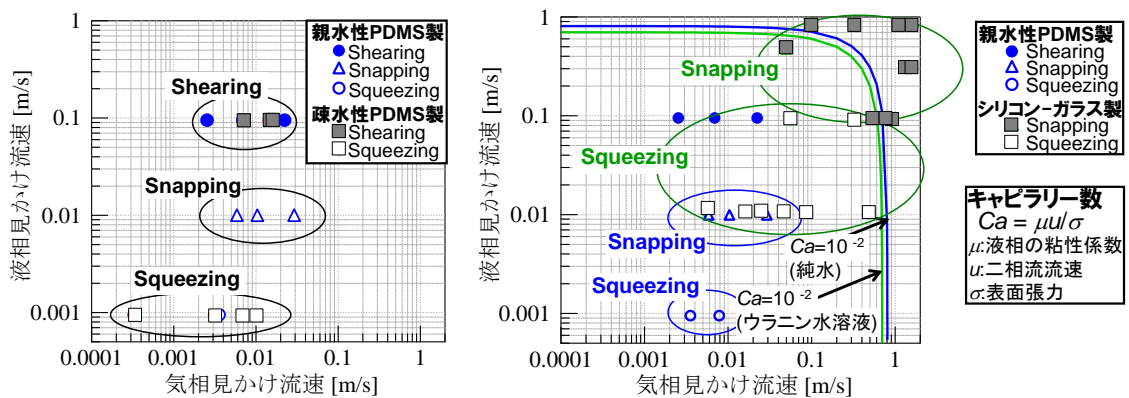 液相見かけ流速 [m/s]
1
0.1
0.01
0.001
0.0001
0.001
0.01
0.1
1
気相見かけ流速 [m/s]
Shearing
Snapping
Squeezing
親水性PDMS製
Shearing
Snapping
Squeezing
疎水性PDMS製
Shearing
Squeezing
液相見かけ流速 [m/s]
1
0.1
0.01
0.001
0.0001
0.001
0.01
0.1
1
気相見かけ流速 [m/s]
Snapping
Squeezing
Snapping
Squeezing
Ca=10 -2
(純水)
Ca=10 -2
(ウラニン水溶液)
親水性PDMS製
Shearing
Snapping
Squeezing
シリコン-ガラス製
Snapping
Squeezing
キャピラリー数
Ca = μu/σ
μ:液相の粘性係数
u:二相流流速
σ:表面張力